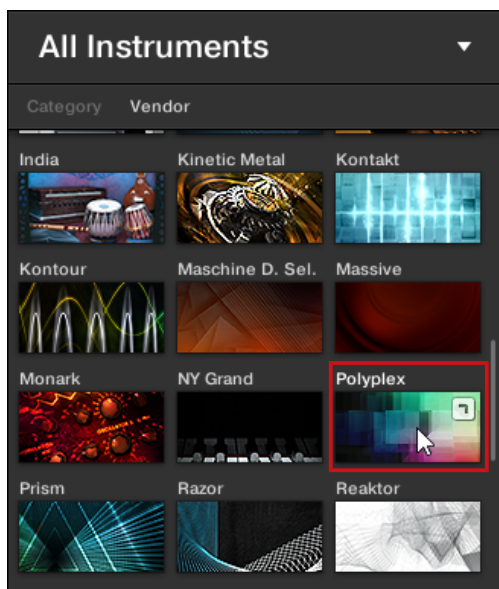 All Instruments
Category Vendor
India Kinetic Metal Kontakt
Kontour Maschine D. Sel. Massive
Monark NY Grand Polyplex
Prism Razor Reaktor